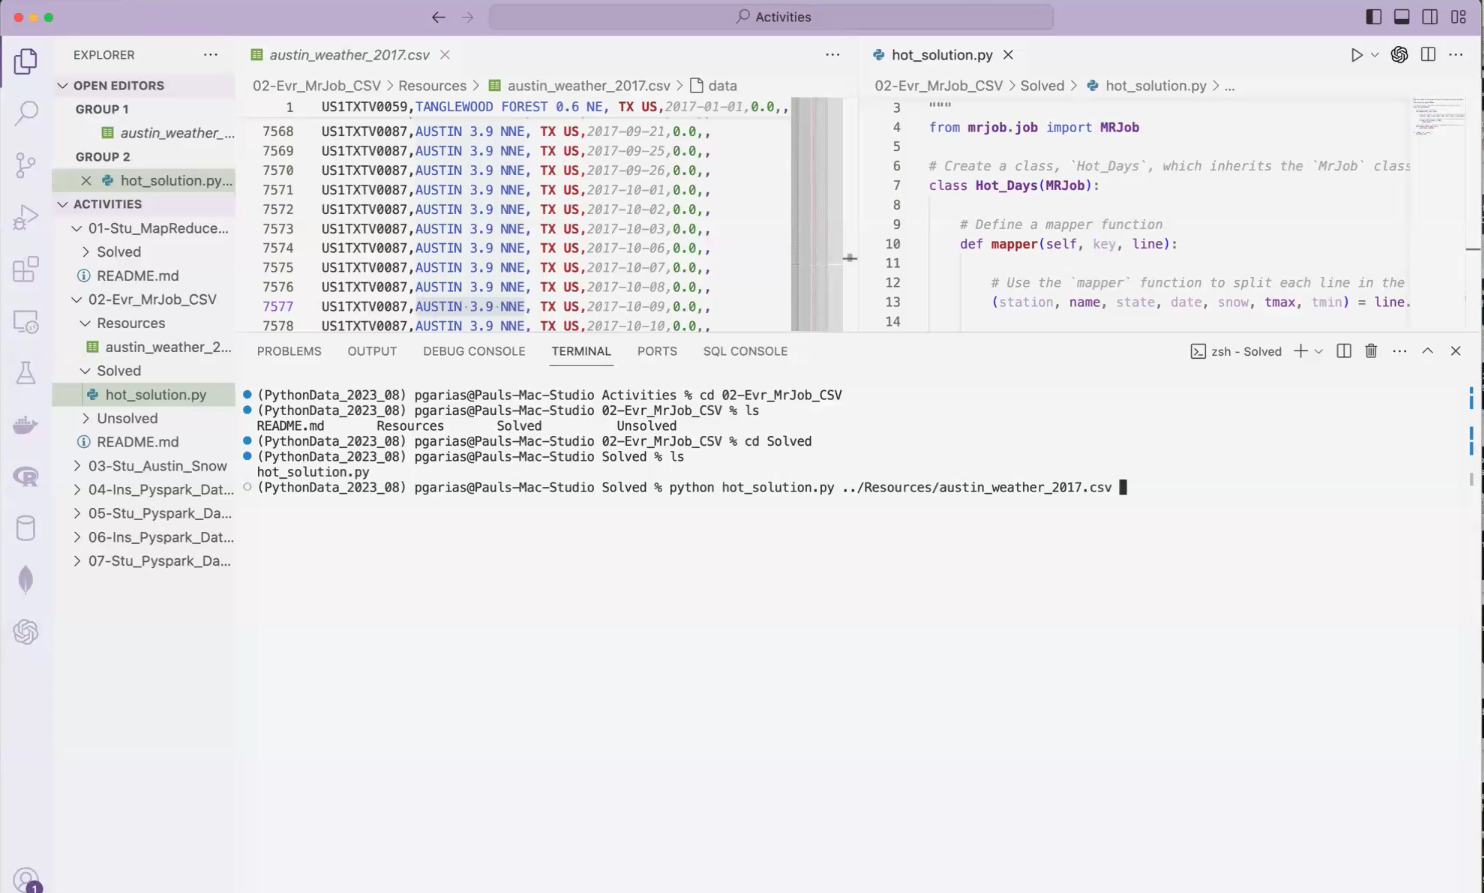 Activities
EXPLORER
OPEN EDITORS
GROUP 1
austin_weather_...
GROUP 2
hot_solution.py...
ACTIVITIES
01-Stu_MapReduce...
Solved
README.md
02-Evr_MrJob_CSV
Resources
austin_weather_2...
Solved
hot_solution.py
Unsolved
README.md
03-Stu_Austin_Snow
04-Ins_Pyspark_Dat...
05-Stu_Pyspark_Da...
06-Ins_Pyspark_Dat...
07-Stu_Pyspark_Da...
1
austin_weather_2017.csv
02-Evr_MrJob_CSV > Resources > austin_weather_2017.csv > data
1 US1TXTV0059,TANGLEWOOD FOREST 0.6 NE, TX US,2017-01-01,0.0,,
7568 US1TXTV0087,AUSTIN 3.9 NNE, TX US,2017-09-21,0.0,,
7569 US1TXTV0087,AUSTIN 3.9 NNE, TX US,2017-09-25,0.0,,
7570 US1TXTV0087,AUSTIN 3.9 NNE, TX US,2017-09-26,0.0,,
7571 US1TXTV0087,AUSTIN 3.9 NNE, TX US,2017-10-01,0.0,,
7572 US1TXTV0087,AUSTIN 3.9 NNE, TX US,2017-10-02,0.0,,
7573 US1TXTV0087,AUSTIN 3.9 NNE, TX US,2017-10-03,0.0,,
7574 US1TXTV0087,AUSTIN 3.9 NNE, TX US,2017-10-06,0.0,,
7575 US1TXTV0087,AUSTIN 3.9 NNE, TX US,2017-10-07,0.0,,
7576 US1TXTV0087,AUSTIN 3.9 NNE, TX US,2017-10-08,0.0,,
7577 US1TXTV0087,AUSTIN 3.9 NNE, TX US,2017-10-09,0.0,,
7578 US1TXTV0087,AUSTIN 3.9 NNE, TX US,2017-10-10,0.0,,
hot_solution.py
02-Evr_MrJob_CSV > Solved > hot_solution.py > ...
3 """
4 from mrjob.job import MRJob
5
6 # Create a class, `Hot_Days`, which inherits the `MrJob` class
7 class Hot_Days(MRJob):
8
9 # Define a mapper function
10 def mapper(self, key, line):
11
12 # Use the `mapper` function to split each line in the
13 (station, name, state, date, snow, tmax, tmin) = line.
14
PROBLEMS OUTPUT DEBUG CONSOLE TERMINAL PORTS SQL CONSOLE zsh - Solved
(PythonData_2023_08) pgarias@Pauls-Mac-Studio Activities % cd 02-Evr_MrJob_CSV
(PythonData_2023_08) pgarias@Pauls-Mac-Studio 02-Evr_MrJob_CSV % ls
README.md Resources Solved Unsolved
(PythonData_2023_08) pgarias@Pauls-Mac-Studio 02-Evr_MrJob_CSV % cd Solved
(PythonData_2023_08) pgarias@Pauls-Mac-Studio Solved % ls
hot_solution.py
(PythonData_2023_08) pgarias@Pauls-Mac-Studio Solved % python hot_solution.py ../Resources/austin_weather_2017.csv